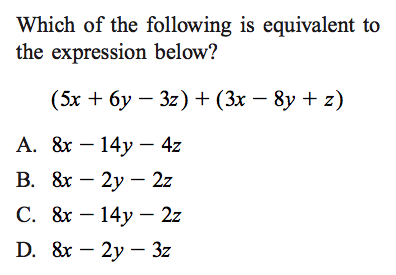 Which of the following is equivalent to
the expression below?
(5x + 6y − 3z) + (3x − 8y + z)
A. 8x − 14y − 4z
B. 8x − 2y − 2z
C. 8x − 14y − 2z
D. 8x − 2y − 3z